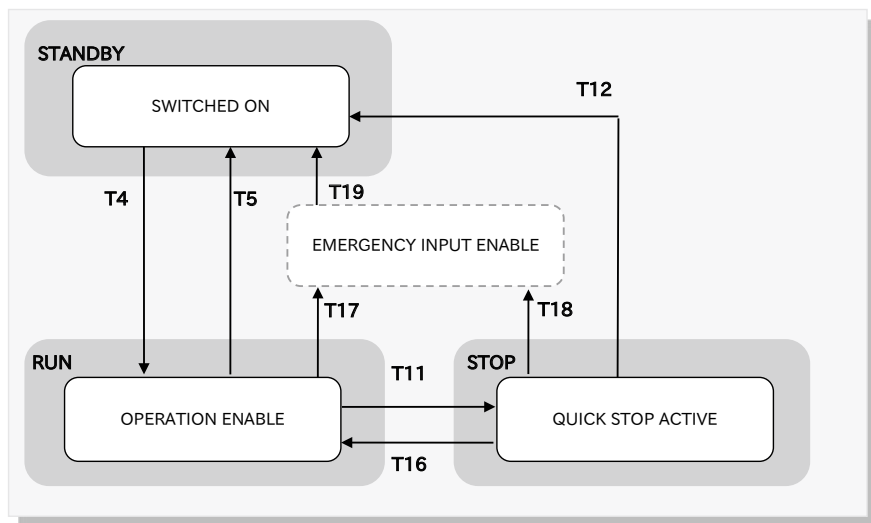 STANDBY
SWITCHED ON
T12
T4
T5
T19
EMERGENCY INPUT ENABLE
T17
T18
RUN
STOP
T11
OPERATION ENABLE
QUICK STOP ACTIVE
T16